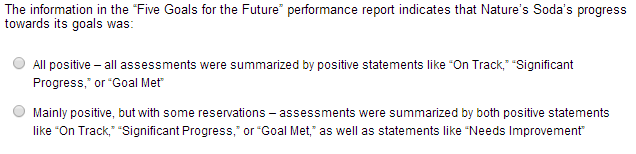 The information in the “Five Goals for the Future” performance report indicates that Nature’s Soda’s progress
towards its goals was:
All positive – all assessments were summarized by positive statements like “On Track,” “Significant
Progress,” or “Goal Met”
Mainly positive, but with some reservations – assessments were summarized by both positive statements
like “On Track,” “Significant Progress,” or “Goal Met,” as well as statements like “Needs Improvement”